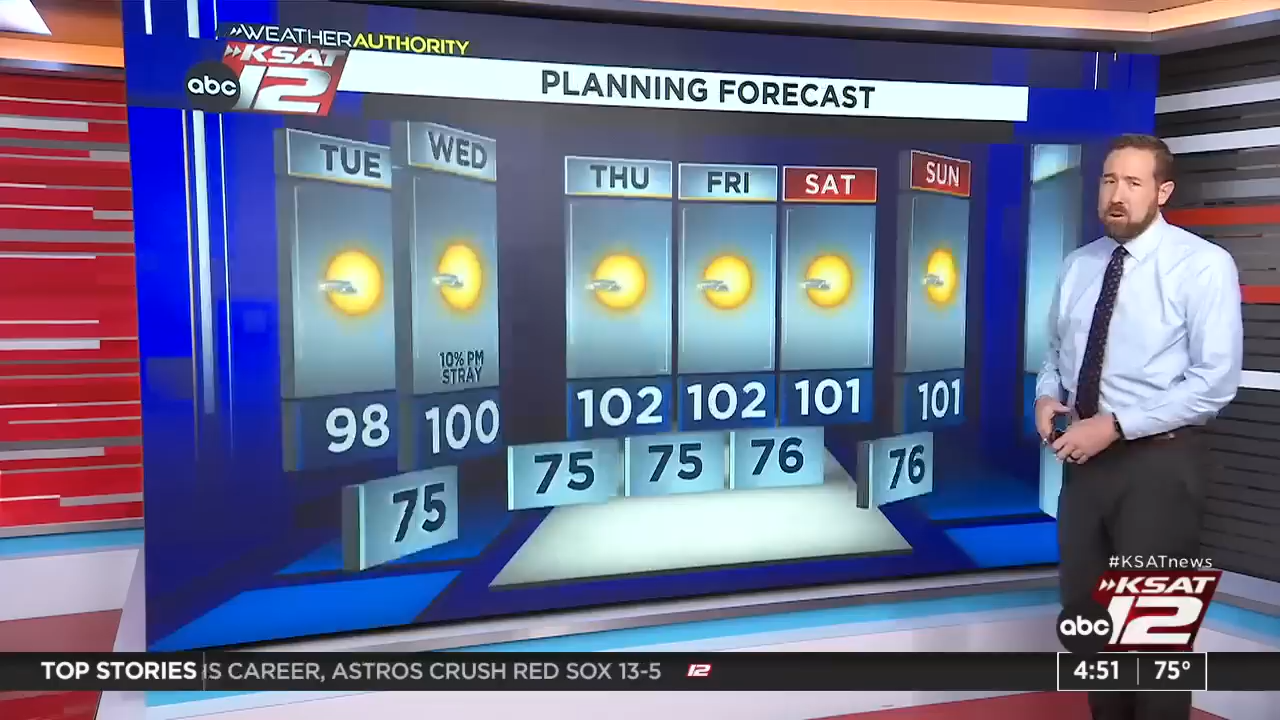 »WEATHERAUTHORITY
»KSAT
abc 12
PLANNING FORECAST
TUE WED THU FRI SAT SUN
10% PM
STRAY
98 100 102 102 101 101
75 75 75 76 76
#KSATnews
»KSAT
abc 12
TOP STORIES IS CAREER, ASTROS CRUSH RED SOX 13-5 12
4:51 75°